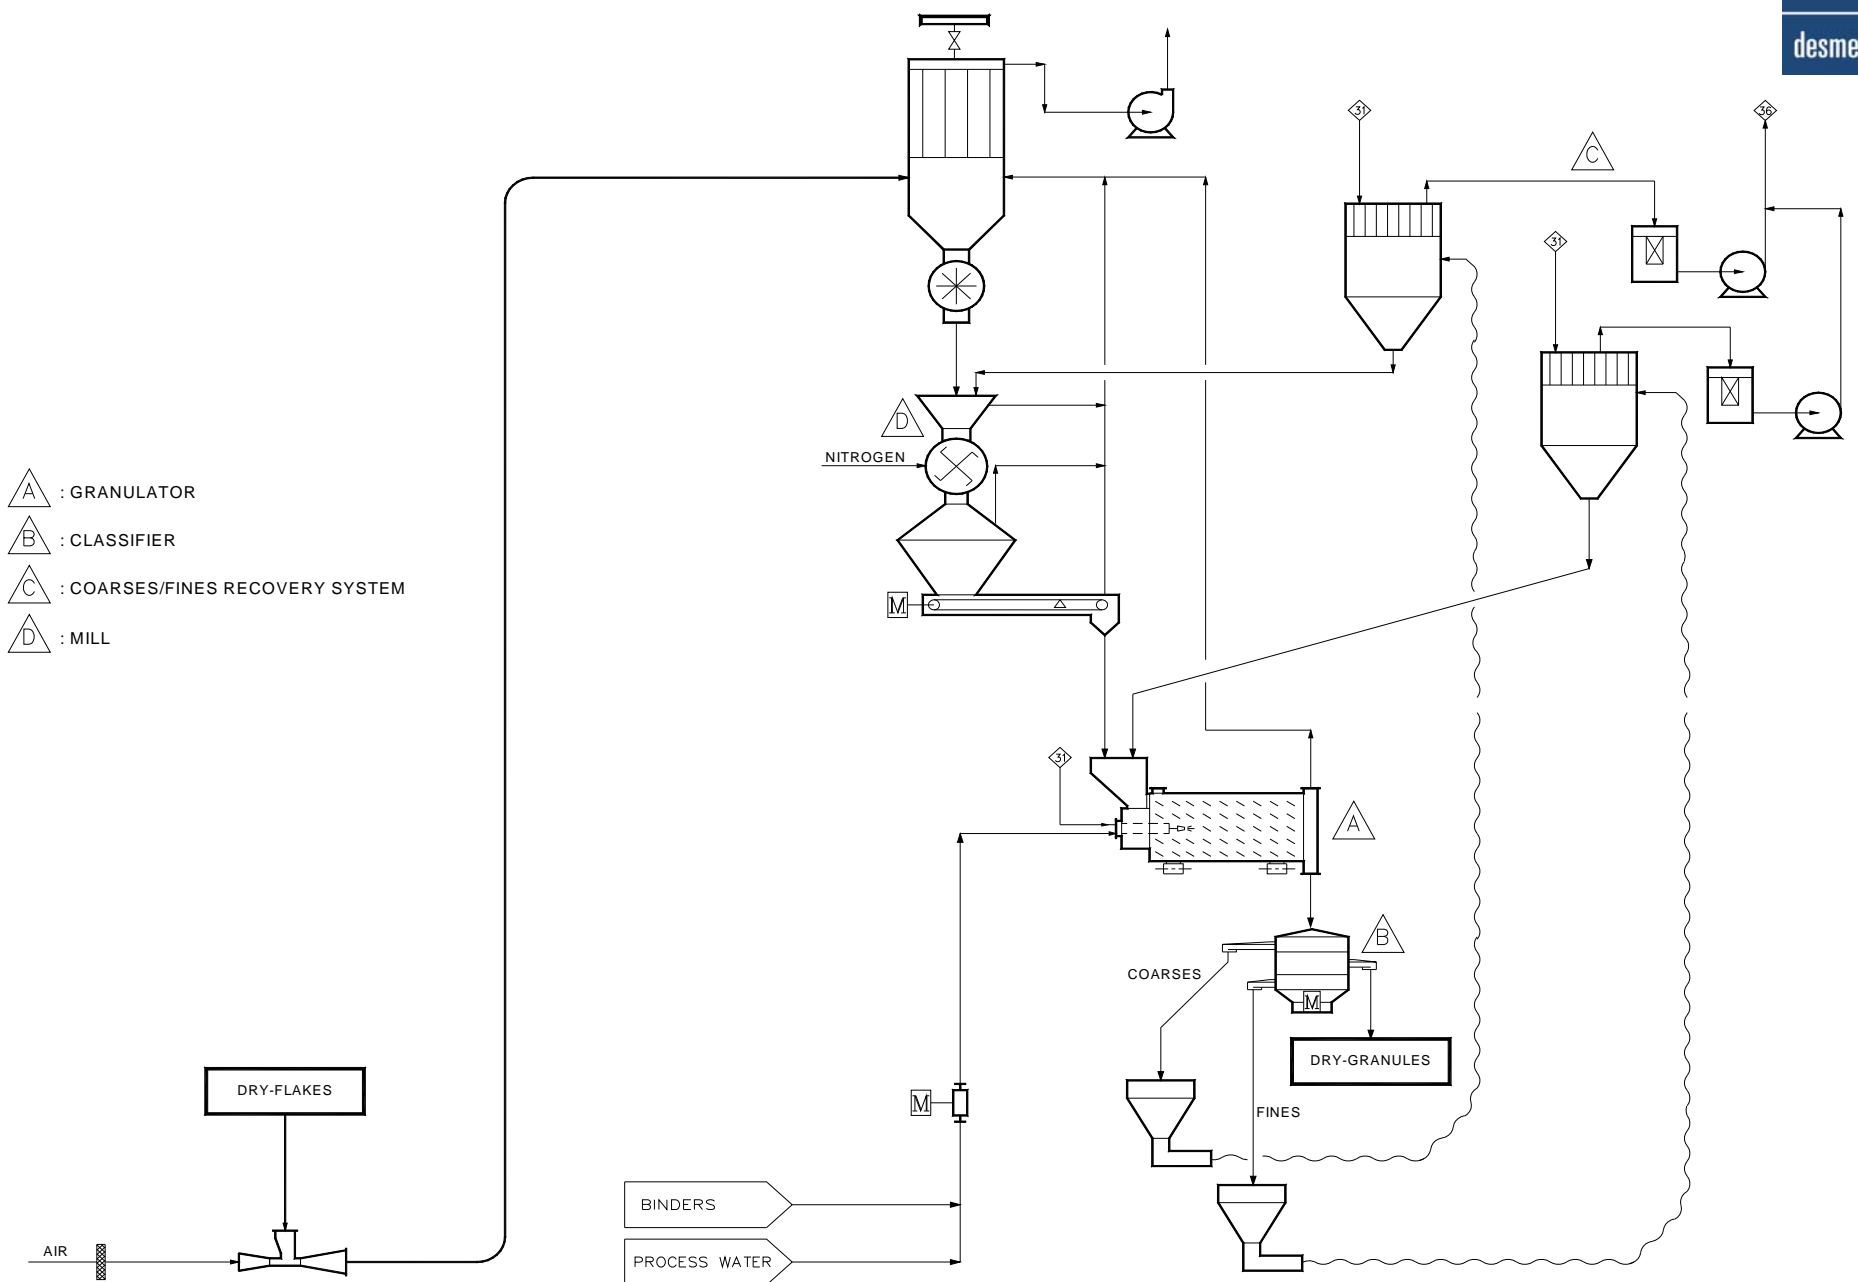 desme
31
36
C
31
D
NITROGEN
A : GRANULATOR
B : CLASSIFIER
C : COARSES/FINES RECOVERY SYSTEM
D : MILL
M
31
A
B
COARSES
M
DRY-GRANULES
DRY-FLAKES
M
FINES
BINDERS
AIR
PROCESS WATER